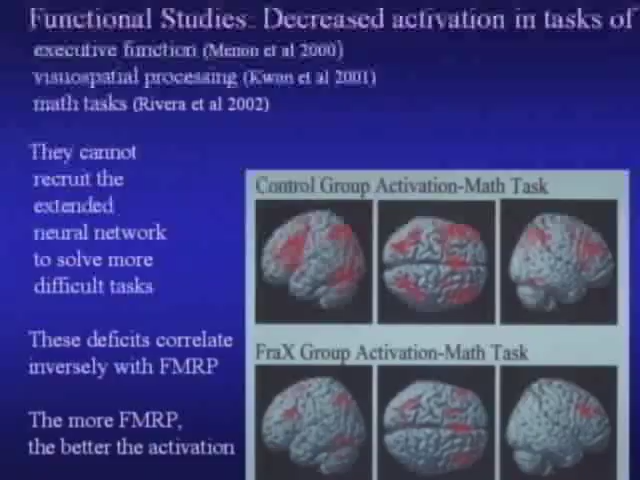 Functional Studies: Decreased activation in tasks of
executive function (Menon et al 2000)
visuospatial processing (Kwon et al 2001)
math tasks (Rivera et al 2002)
They cannot
recruit the
extended
neural network
to solve more
difficult tasks
These deficits correlate
inversely with FMRP
The more FMRP,
the better the activation
Control Group Activation-Math Task
FraX Group Activation-Math Task